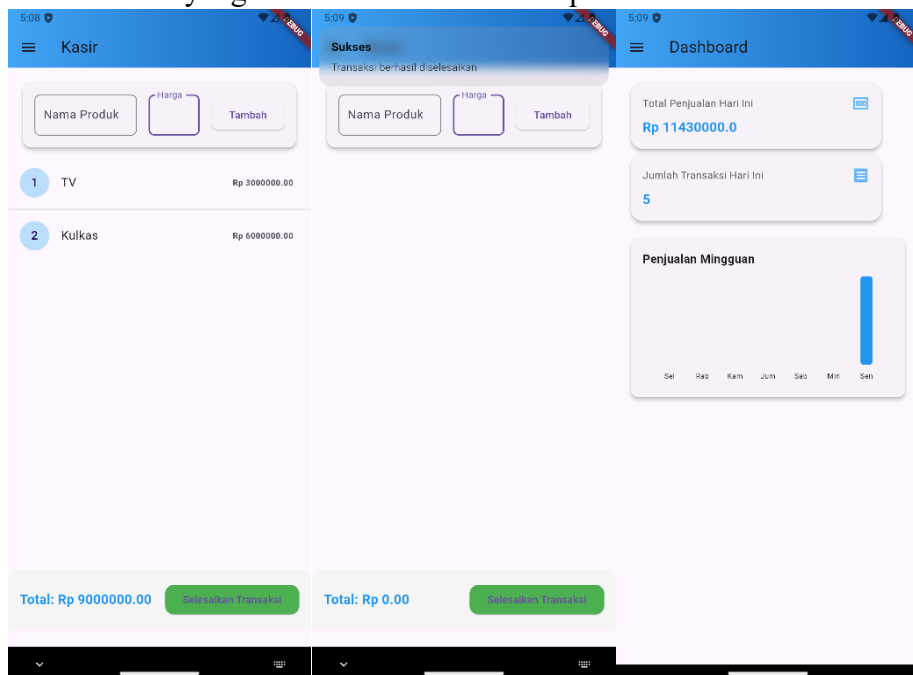 5:08
DEBUG
Kasir
Nama Produk
Harga
Tambah
1
TV
Rp 3000000.00
2
Kulkas
Rp 6000000.00
Total: Rp 9000000.00
Selesaikan Transaksi
5:09
DEBUG
Sukses
Transaksi berhasil diselesaikan
Nama Produk
Harga
Tambah
Total: Rp 0.00
Selesaikan Transaksi
5:09
DEBUG
Dashboard
Total Penjualan Hari Ini
Rp 11430000.0
Jumlah Transaksi Hari Ini
5
Penjualan Mingguan
Sel Rab Kam Jum Sab Min Sen